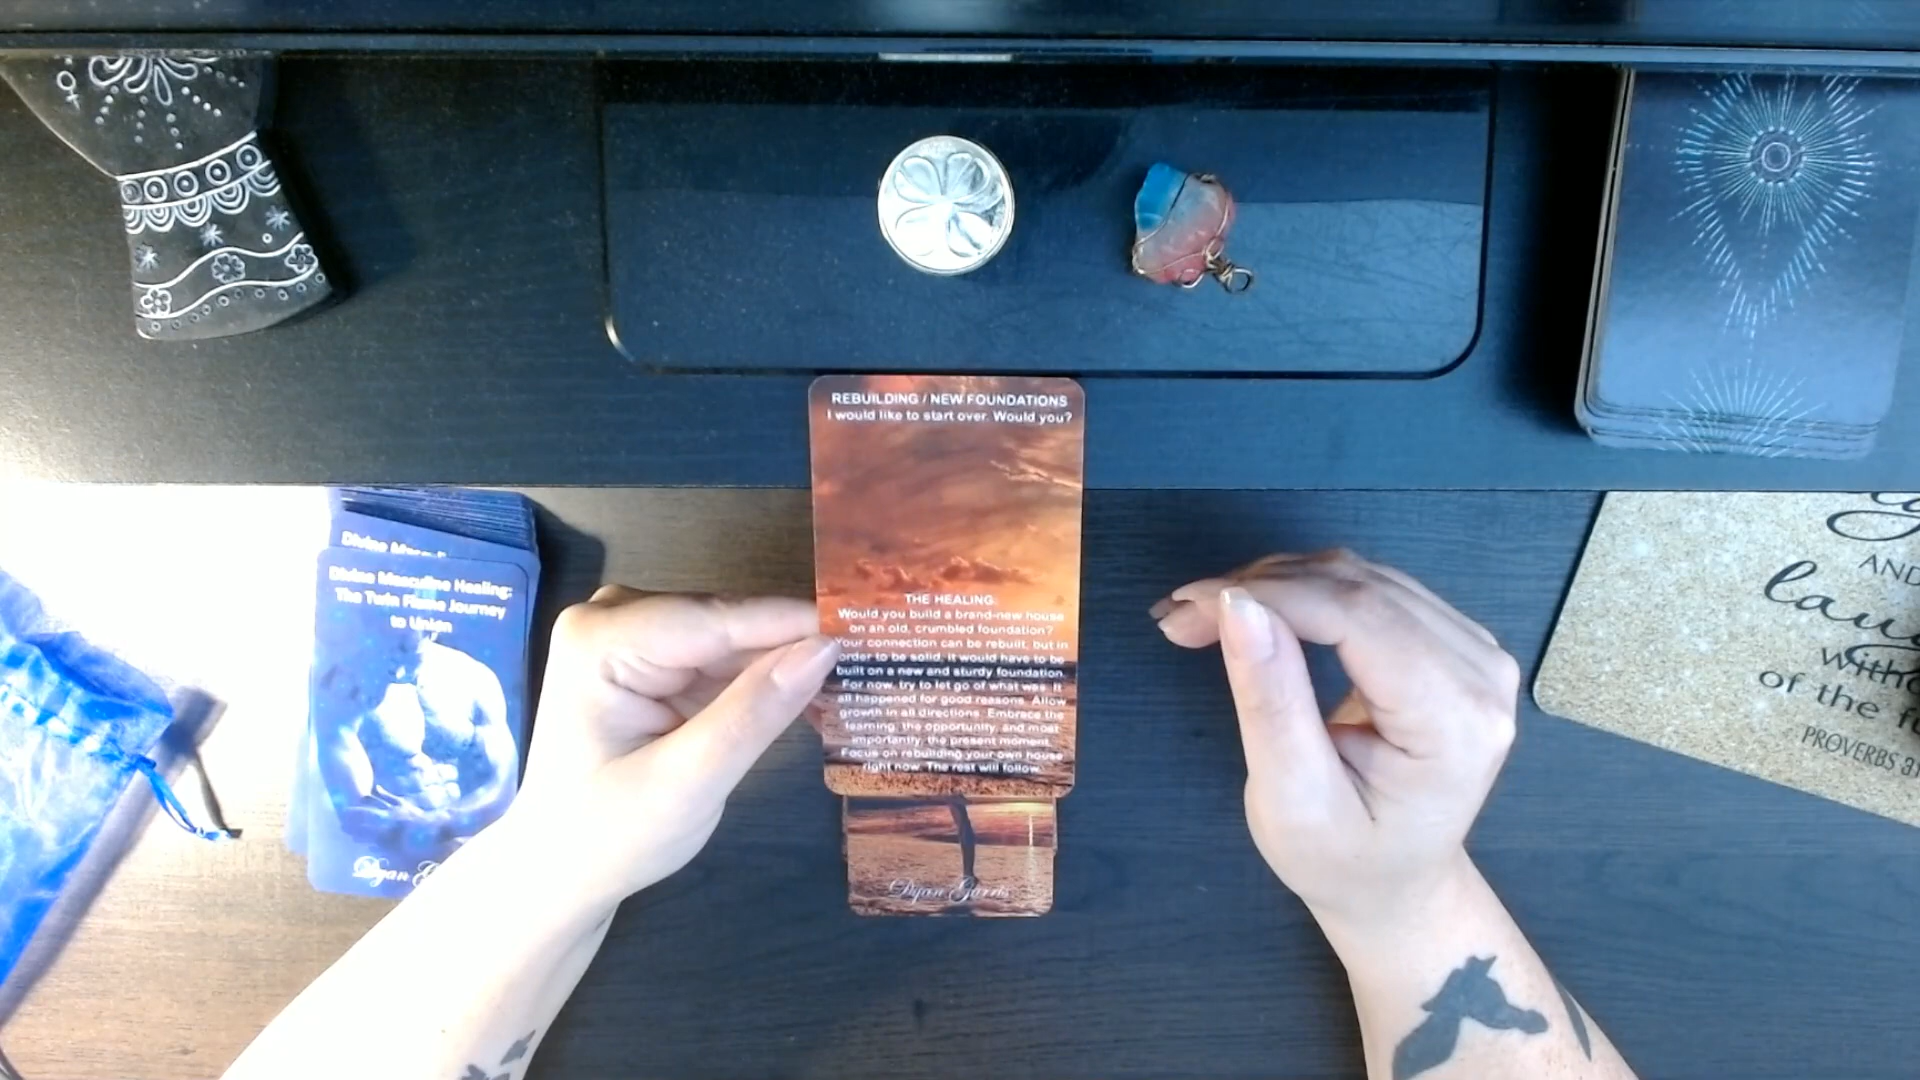 REBUILDING / NEW FOUNDATIONS
I would like to start over. Would you?
THE HEALING:
Would you build a brand-new house
on an old, crumbled foundation?
Your connection can be rebuilt, but in
order to be solid, it would have to be
built on a new and sturdy foundation.
For now, try to let go of what was. It
all happened for good reasons. Allow
growth in all directions. Embrace the
learning, the opportunity, and most
importantly, the present moment.
Focus on rebuilding your own house
right now. The rest will follow.
Dyan Garris
Divine
Divine Masculine Healing:
The Twin Flame Journey
to Union
Dyan
AND
of the
PROVERBS 31